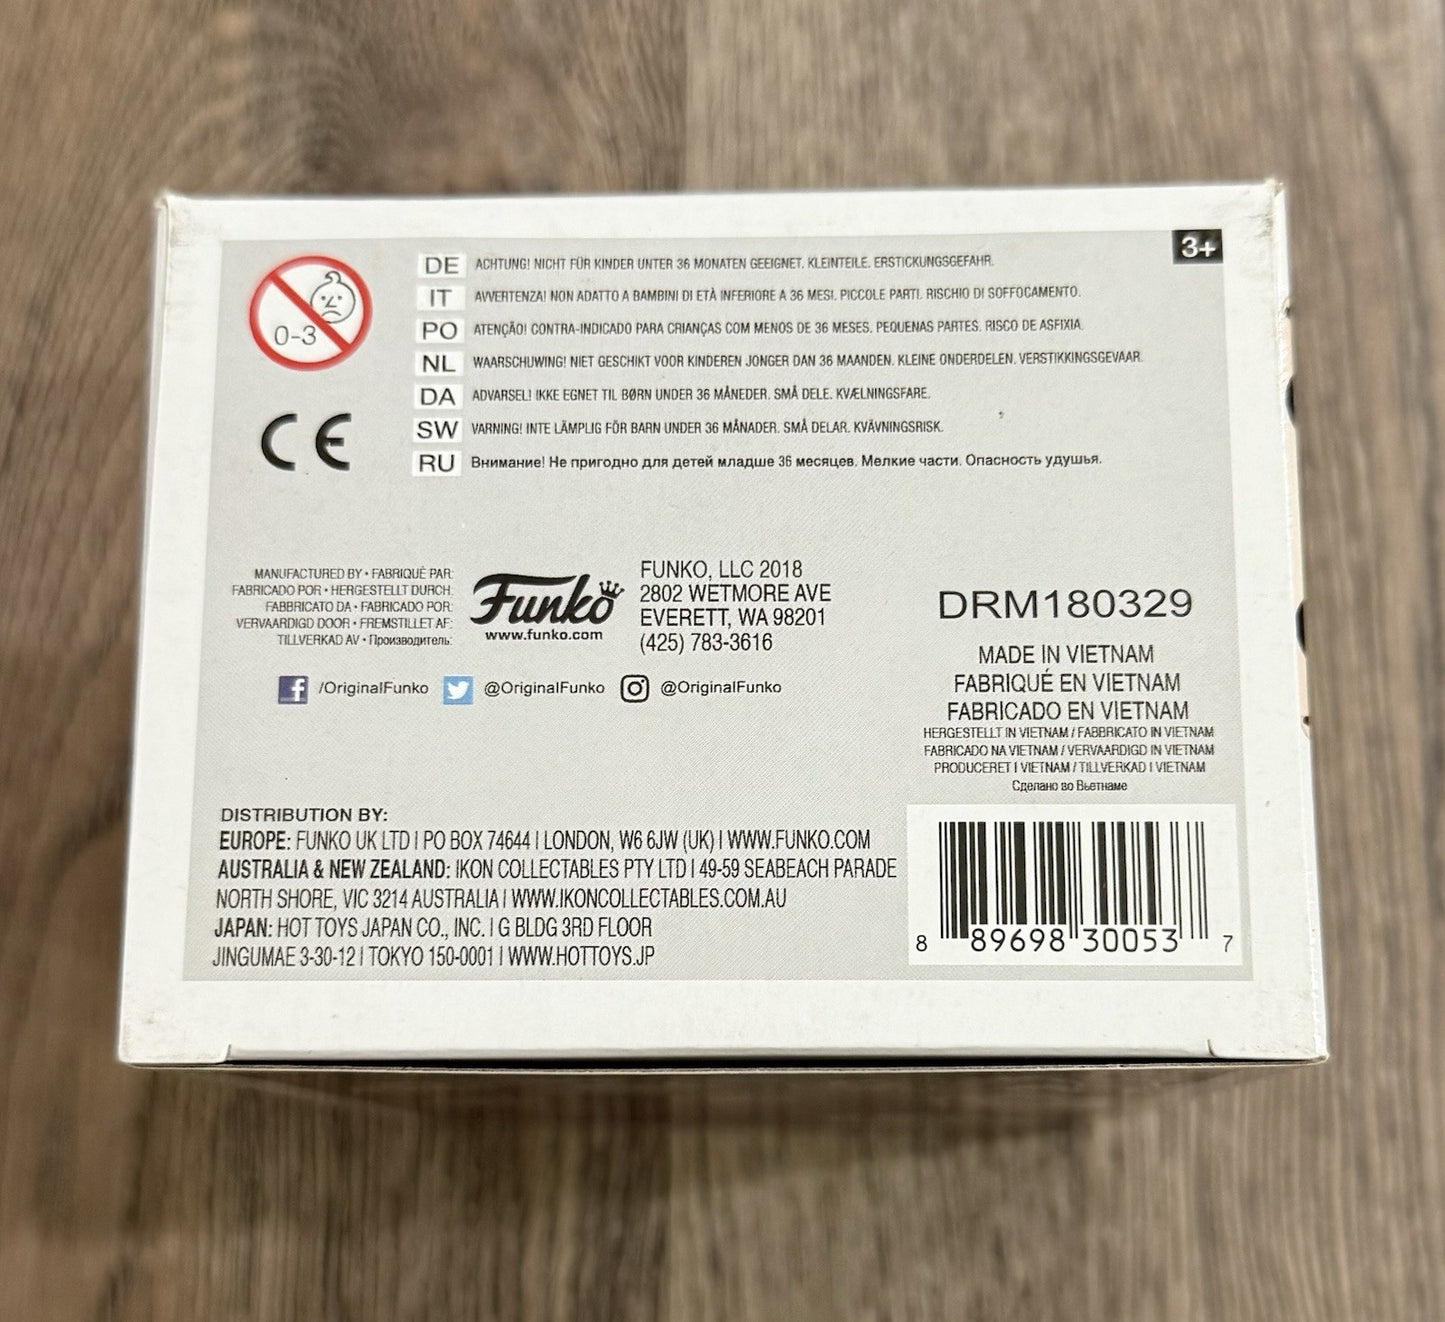 3+
0-3
DE ACHTUNG! NICHT FÜR KINDER UNTER 36 MONATEN GEEIGNET. KLEINTEILE. ERSTICKUNGSGEFAHR.
IT AVVERTENZA! NON ADATTO A BAMBINI DI ETÀ INFERIORE A 36 MESI. PICCOLE PARTI. RISCHIO DI SOFFOCAMENTO.
PO ATENÇÃO! CONTRA-INDICADO PARA CRIANÇAS COM MENOS DE 36 MESES. PEQUENAS PARTES. RISCO DE ASFIXIA.
NL WAARSCHUWING! NIET GESCHIKT VOOR KINDEREN JONGER DAN 36 MAANDEN. KLEINE ONDERDELEN. VERSTIKKINGSGEVAAR.
DA ADVARSEL! IKKE EGNET TIL BØRN UNDER 36 MÅNEDER. SMÅ DELE. KVÆLNINGSFARE.
SW VARNING! INTE LÄMPLIG FÖR BARN UNDER 36 MÅNADER. SMÅ DELAR. KVÄVNINGSRISK.
RU Внимание! Не пригодно для детей младше 36 месяцев. Мелкие части. Опасность удушья.
CE
MANUFACTURED BY • FABRIQUÉ PAR:
FABRICADO POR • HERGESTELLT DURCH:
FABBRICATO DA • FABRICADO POR:
VERVAARDIGD DOOR • FREMSTILLET AF:
TILLVERKAD AV • Производитель:
Funko
www.funko.com
FUNKO, LLC 2018
2802 WETMORE AVE
EVERETT, WA 98201
(425) 783-3616
f /OriginalFunko @OriginalFunko @OriginalFunko
DRM180329
MADE IN VIETNAM
FABRIQUÉ EN VIETNAM
FABRICADO EN VIETNAM
HERGESTELLT IN VIETNAM / FABBRICATO IN VIETNAM
FABRICADO NA VIETNAM / VERVAARDIGD IN VIETNAM
PRODUCERET I VIETNAM / TILLVERKAD I VIETNAM
Сделано во Вьетнаме
DISTRIBUTION BY:
EUROPE: FUNKO UK LTD | PO BOX 74644 | LONDON, W6 6JW (UK) | WWW.FUNKO.COM
AUSTRALIA & NEW ZEALAND: IKON COLLECTABLES PTY LTD | 49-59 SEABEACH PARADE
NORTH SHORE, VIC 3214 AUSTRALIA | WWW.IKONCOLLECTABLES.COM.AU
JAPAN: HOT TOYS JAPAN CO., INC. | G BLDG 3RD FLOOR
JINGUMAE 3-30-12 | TOKYO 150-0001 | WWW.HOTTOYS.JP
8 89698 30053 7